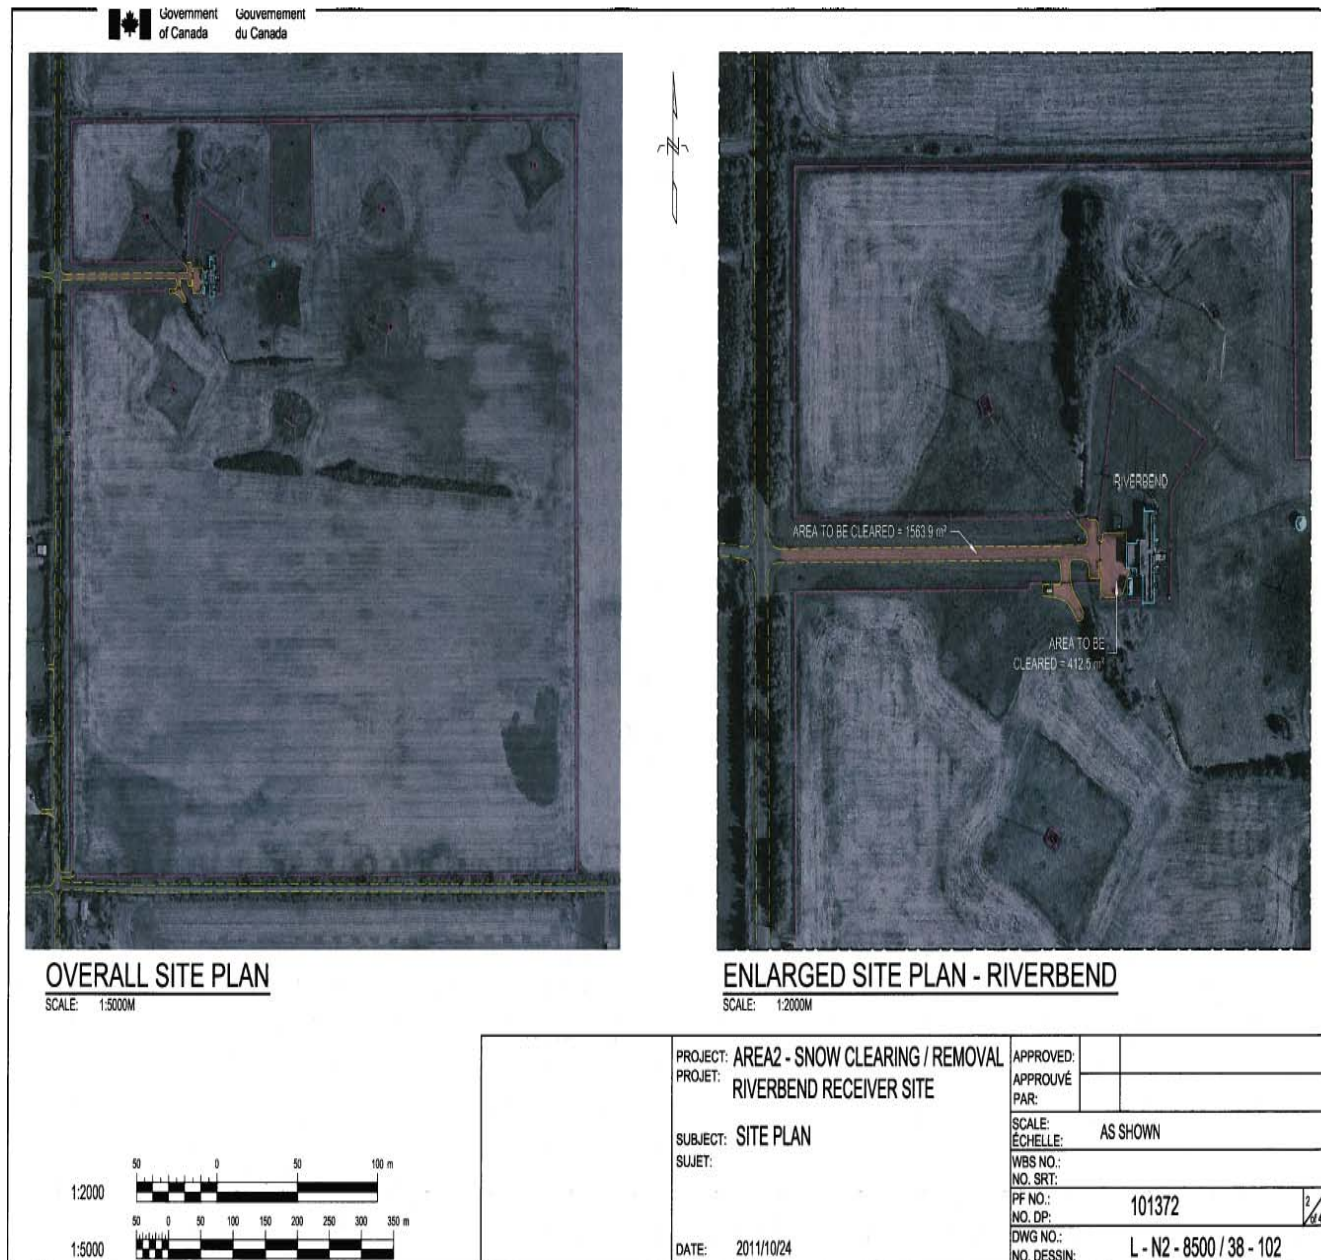 Government
of Canada
Gouvernement
du Canada
AREA TO BE CLEARED = 1563.9 m²
RIVERBEND
AREA TO BE
CLEARED = 412.5 m²
N
OVERALL SITE PLAN
SCALE: 1:5000M
ENLARGED SITE PLAN - RIVERBEND
SCALE: 1:2000M
1:2000
50 0 50 100 m
1:5000
50 0 50 100 150 200 250 300 350 m
PROJECT: AREA2 - SNOW CLEARING / REMOVAL
PROJET: RIVERBEND RECEIVER SITE
SUBJECT: SITE PLAN
SUJET:
DATE: 2011/10/24
APPROVED:
APPROUVÉ
PAR:
SCALE:
ÉCHELLE: AS SHOWN
WBS NO.:
NO. SRT:
PF NO.:
NO. DP: 101372
2
of 4
DWG NO.:
NO. DESSIN: L - N2 - 8500 / 38 - 102